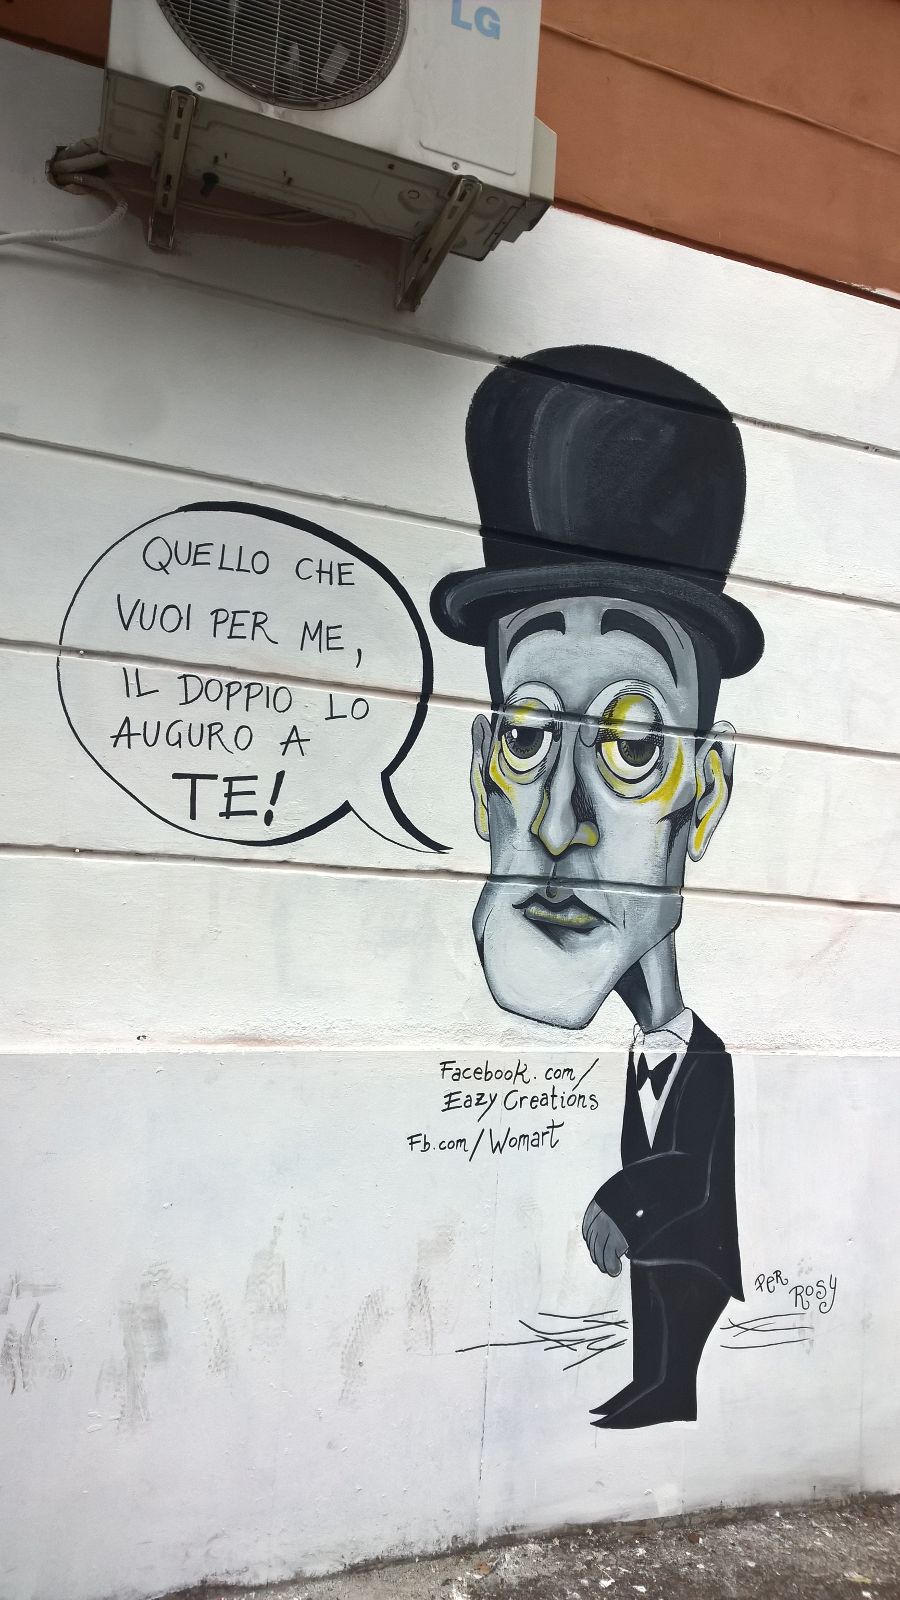 LG
QUELLO CHE
VUOI PER ME,
IL DOPPIO LO
AUGURO A
TE!
Facebook.com/
Eazy Creations
Fb.com/Womart
PER
ROSY